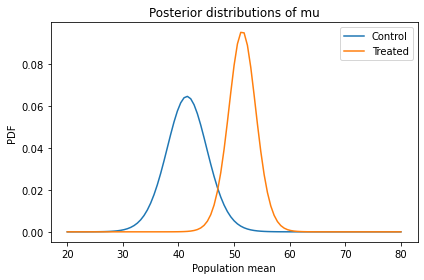 Posterior distributions of mu
Control
Treated
PDF
0.08
0.06
0.04
0.02
0.00
20 30 40 50 60 70 80
Population mean